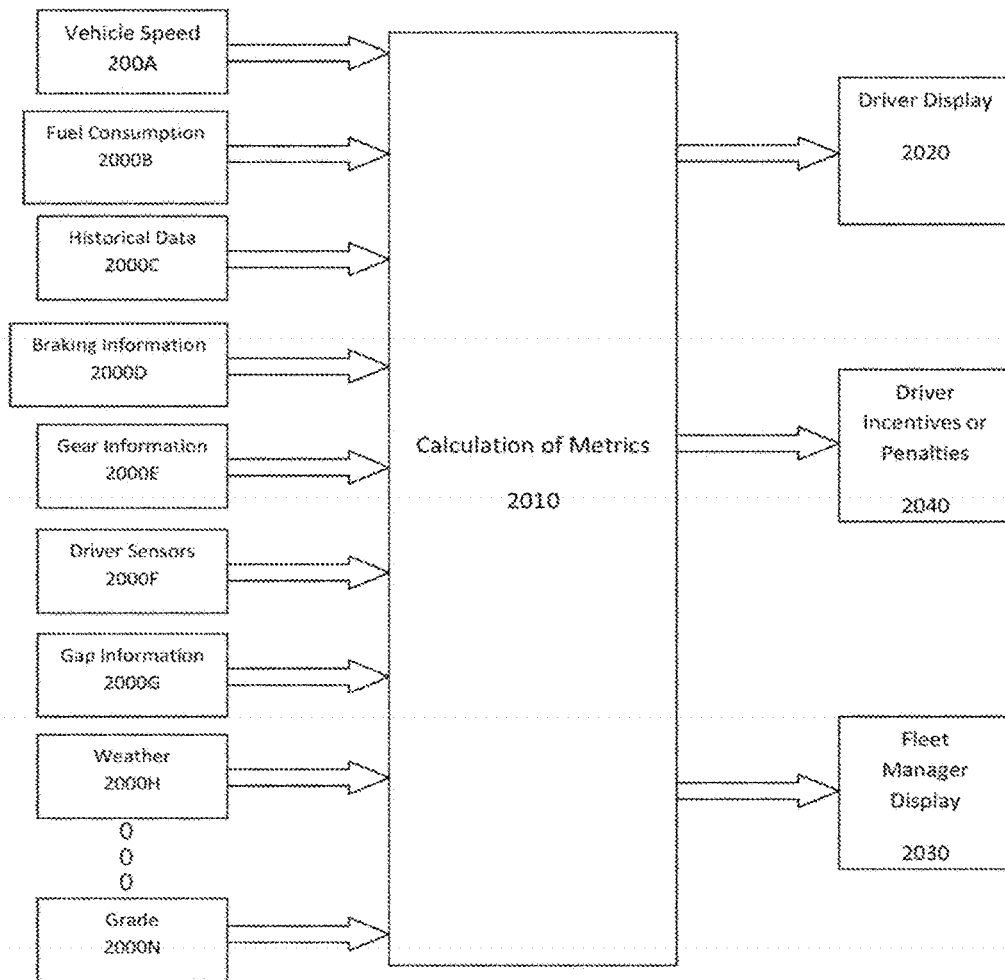 Vehicle Speed
200A
Fuel Consumption
2000B
Historical Data
2000C
Braking Information
2000D
Gear Information
2000E
Driver Sensors
2000F
Gap Information
2000G
Weather
2000H
0
0
0
Grade
2000N
Calculation of Metrics
2010
Driver Display
2020
Driver
Incentives or
Penalties
2040
Fleet
Manager
Display
2030